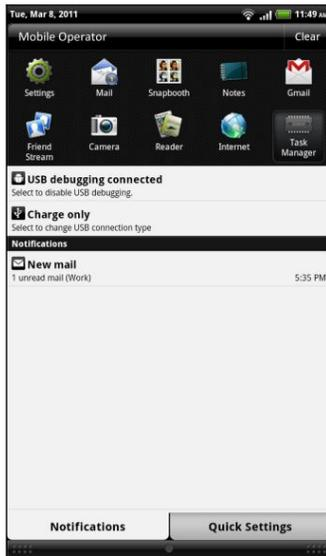 Tue, Mar 8, 2011 11:49 AM
Mobile Operator Clear
Settings Mail Snapbooth Notes Gmail
Friend Stream Camera Reader Internet Task Manager
USB debugging connected
Select to disable USB debugging.
Charge only
Select to change USB connection type
Notifications
New mail
1 unread mail (Work) 5:35 PM
Notifications Quick Settings